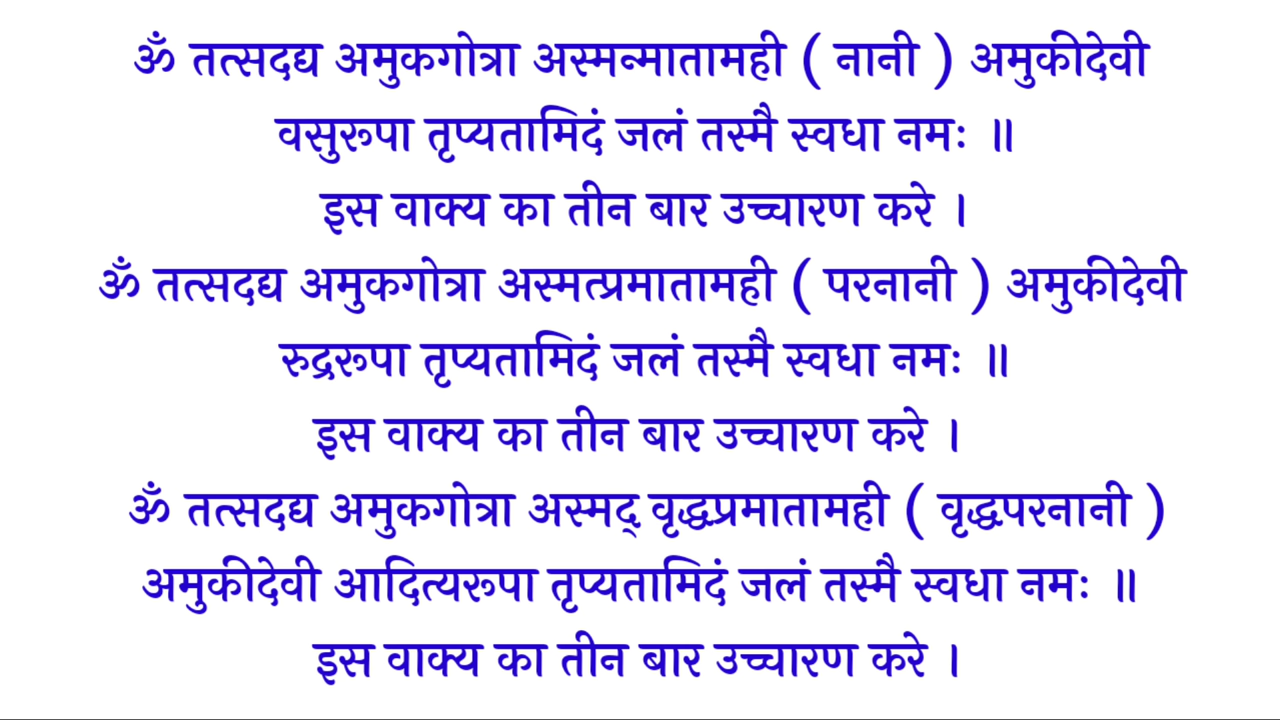 ॐ तत्सदद्य अमुकगोत्रा अस्मन्मातामही ( नानी ) अमुकीदेवी
वसुरूपा तृप्यतामिदं जलं तस्मै स्वधा नमः ॥
इस वाक्य का तीन बार उच्चारण करे ।
ॐ तत्सदद्य अमुकगोत्रा अस्मत्प्रमातामही ( परनानी ) अमुकीदेवी
रुद्ररूपा तृप्यतामिदं जलं तस्मै स्वधा नमः ॥
इस वाक्य का तीन बार उच्चारण करे ।
ॐ तत्सदद्य अमुकगोत्रा अस्मद् वृद्धप्रमातामही ( वृद्धपरनानी )
अमुकीदेवी आदित्यरूपा तृप्यतामिदं जलं तस्मै स्वधा नमः ॥
इस वाक्य का तीन बार उच्चारण करे ।